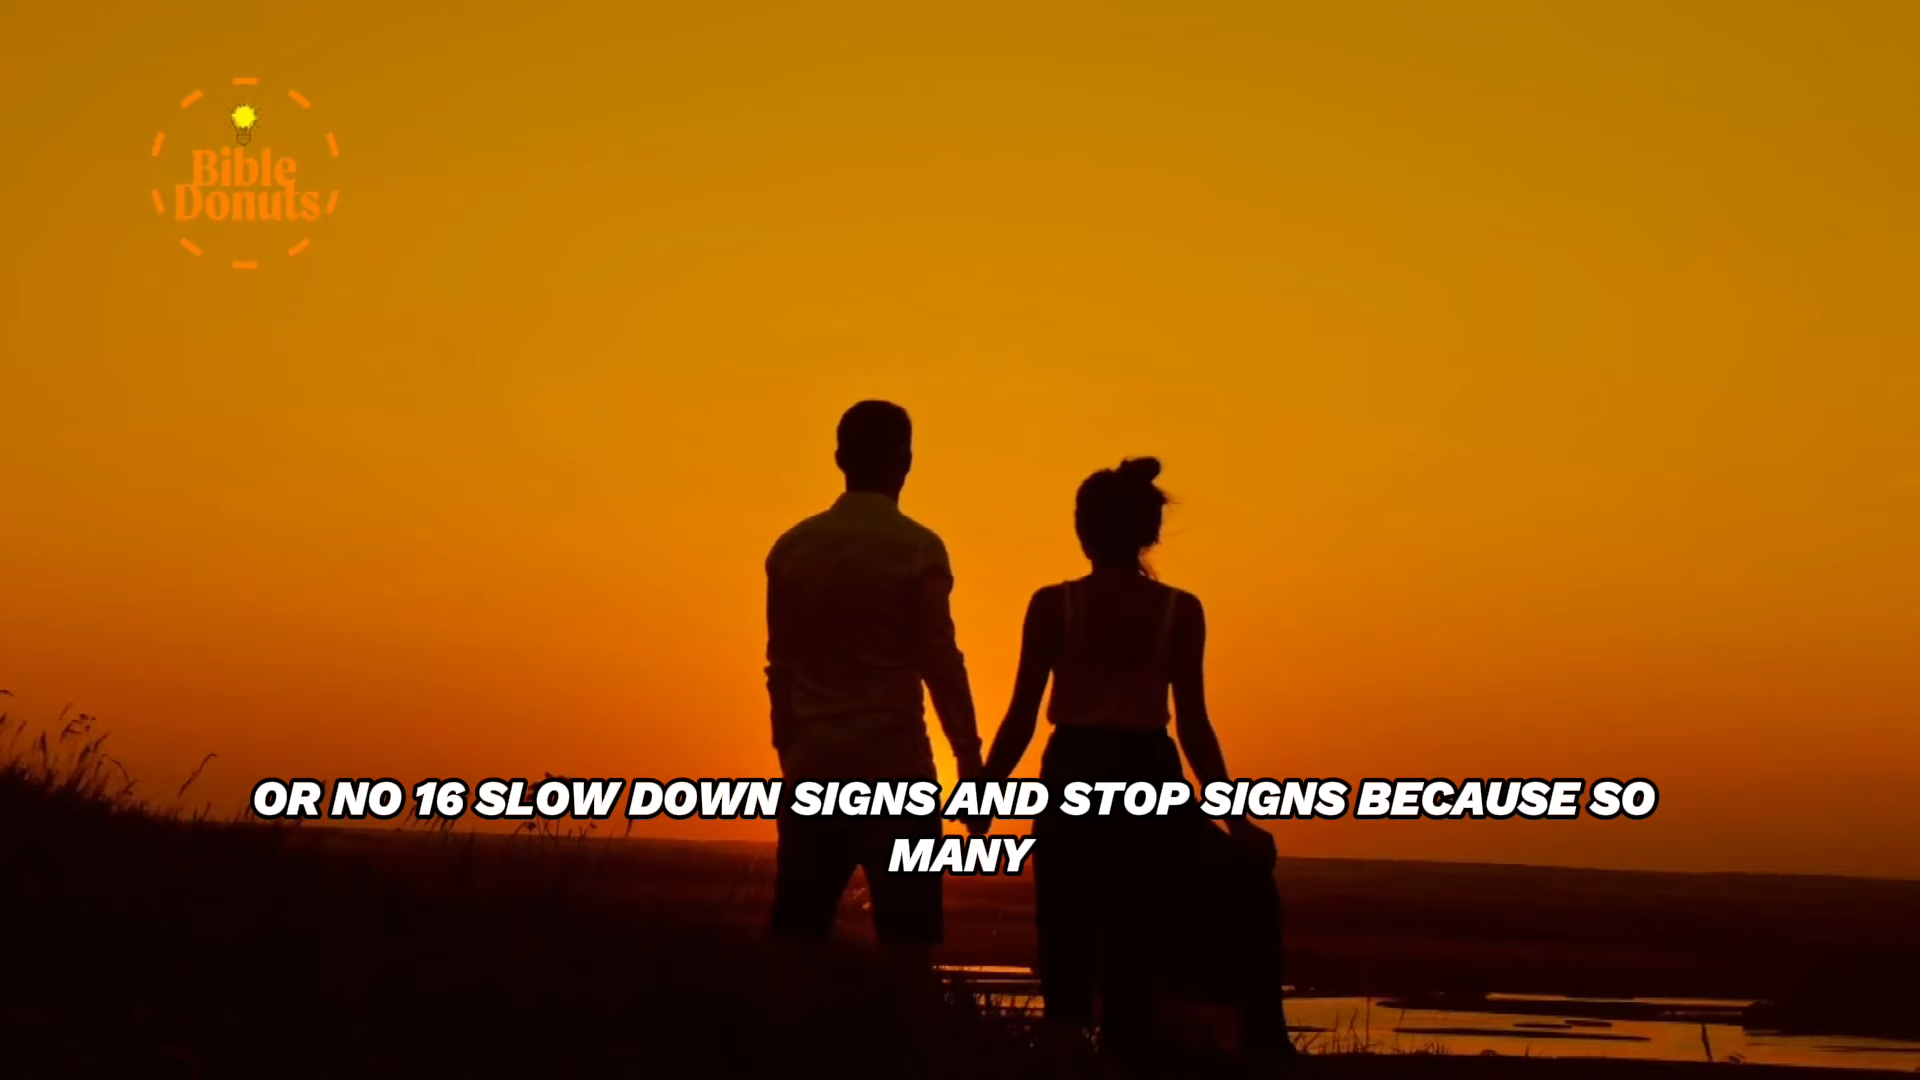 Bible
Donuts
OR NO 16 SLOW DOWN SIGNS AND STOP SIGNS BECAUSE SO
MANY